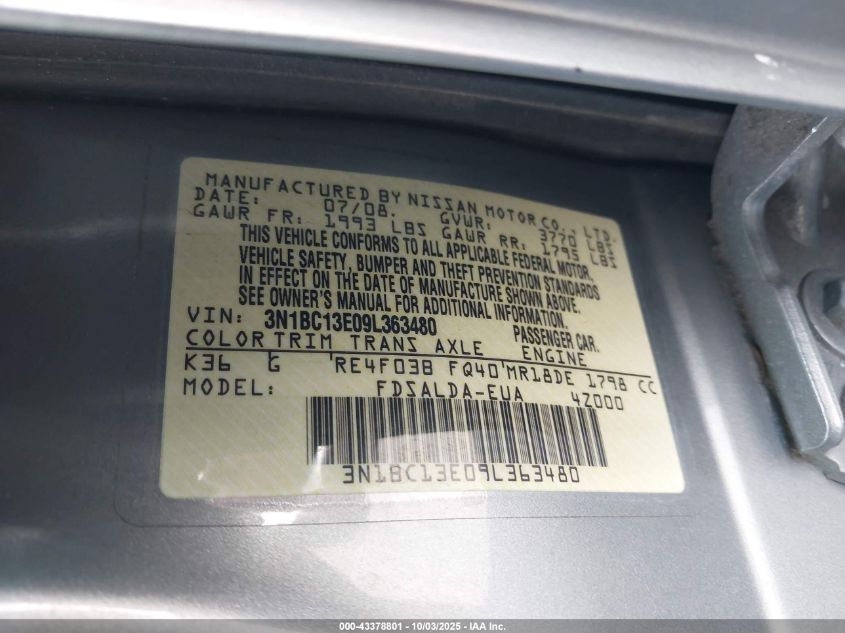 MANUFACTURED BY NISSAN MOTOR CO., LTD.
DATE: 07/08. GVWR: 3770 LBS
GAWR FR: 1993 LBS GAWR RR: 1795 LBS
THIS VEHICLE CONFORMS TO ALL APPLICABLE FEDERAL MOTOR
VEHICLE SAFETY, BUMPER AND THEFT PREVENTION STANDARDS
IN EFFECT ON THE DATE OF MANUFACTURE SHOWN ABOVE.
SEE OWNER'S MANUAL FOR ADDITIONAL INFORMATION.
VIN: 3N1BC13E09L363480 PASSENGER CAR.
COLOR TRIM TRANS AXLE ENGINE
K36 G RE4F03B FQ40 MR18DE 1798 CC
MODEL: FDSALDA-EUA 4Z000
3N1BC13E09L363480
000-43378801 - 10/03/2025 - IAA Inc.